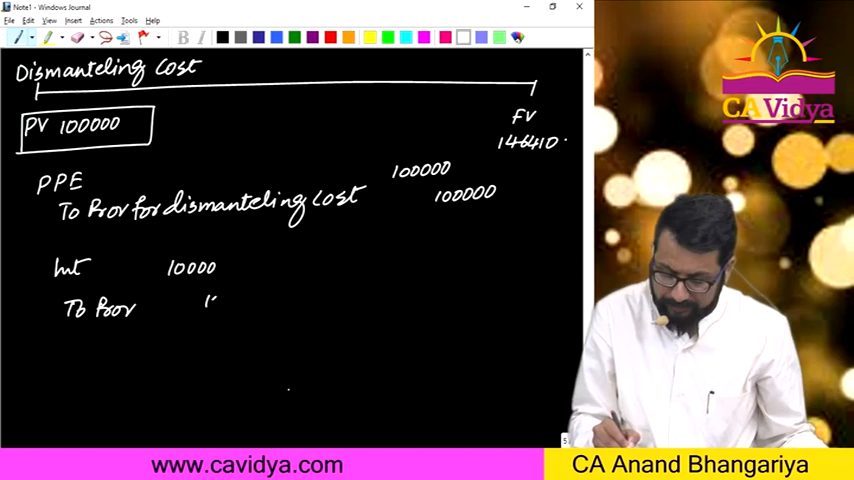 Note1 - Windows Journal
File Edit View Insert Actions Tools Help
Dismanteling Cost
PV 100000
FV
146410
PPE 100000
To Prov for dismanteling cost 100000
Int 10000
To Prov 1
CA Vidya
www.cavidya.com
CA Anand Bhangariya